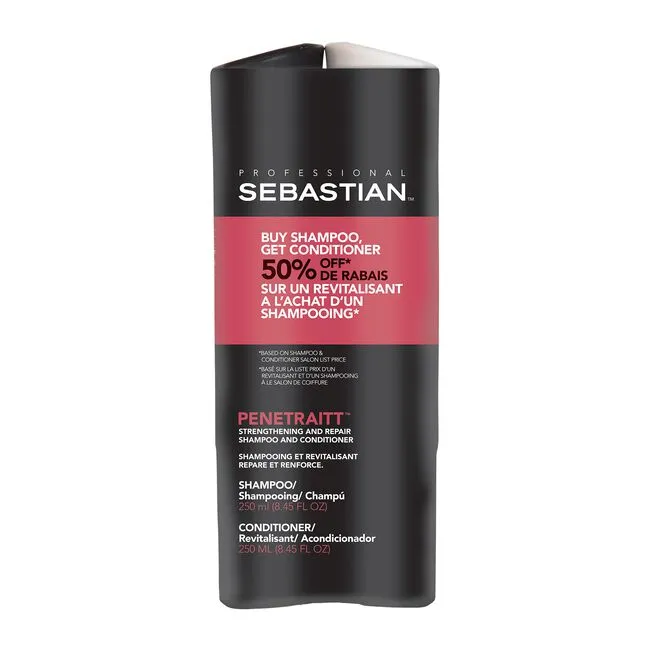 PROFESSIONAL
SEBASTIAN™
BUY SHAMPOO,
GET CONDITIONER
50% OFF*
DE RABAIS
SUR UN REVITALISANT
A L'ACHAT D'UN
SHAMPOOING*
*BASED ON SHAMPOO &
CONDITIONER SALON LIST PRICE
*BASÉ SUR LA LISTE PRIX D'UN
REVITALISANT ET D'UN SHAMPOOING
À LE SALON DE COIFFURE
PENETRAITT™
STRENGTHENING AND REPAIR
SHAMPOO AND CONDITIONER
SHAMPOOING ET REVITALISANT
REPARE ET RENFORCE.
SHAMPOO/
Shampooing/ Champú
250 ml (8.45 FL OZ)
CONDITIONER/
Revitalisant/ Acondicionador
250 ML (8.45 FL OZ)